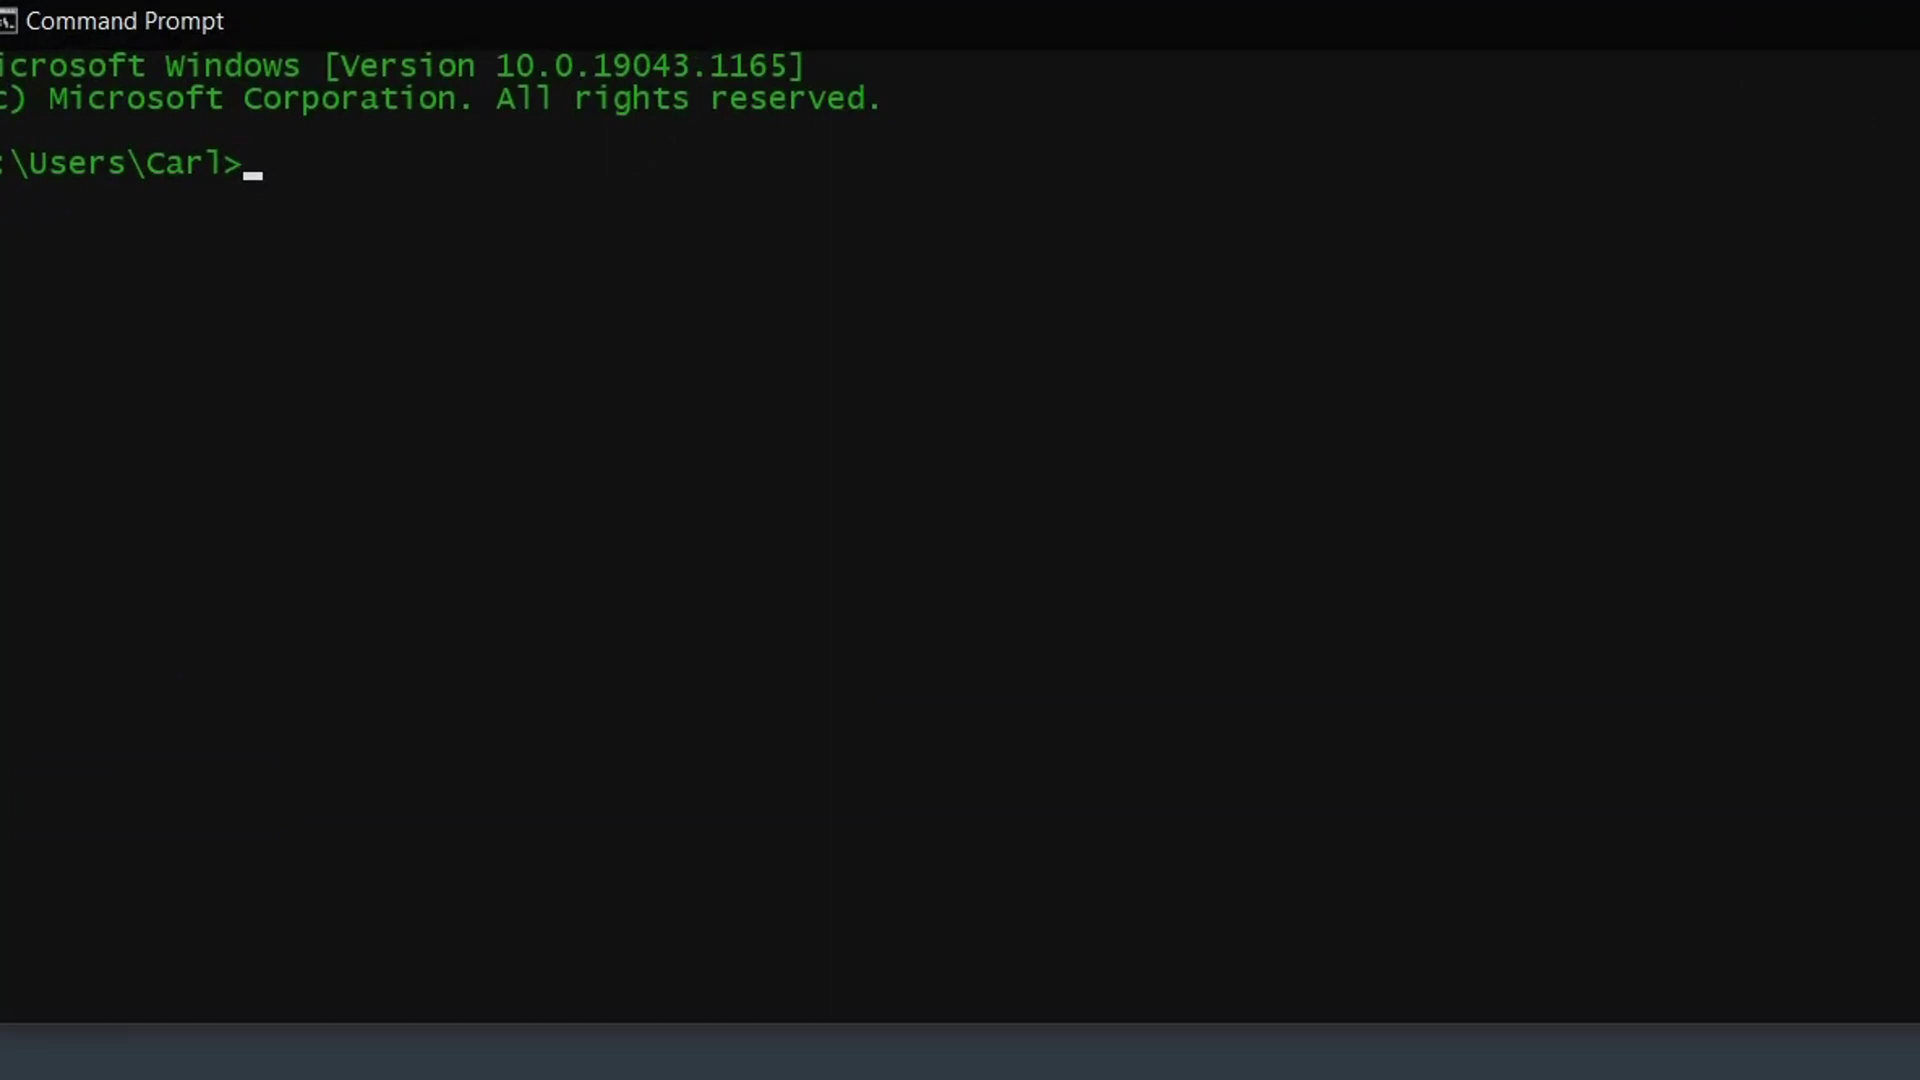 Command Prompt
icrosoft Windows [Version 10.0.19043.1165]
c) Microsoft Corporation. All rights reserved.
:\Users\Carl>